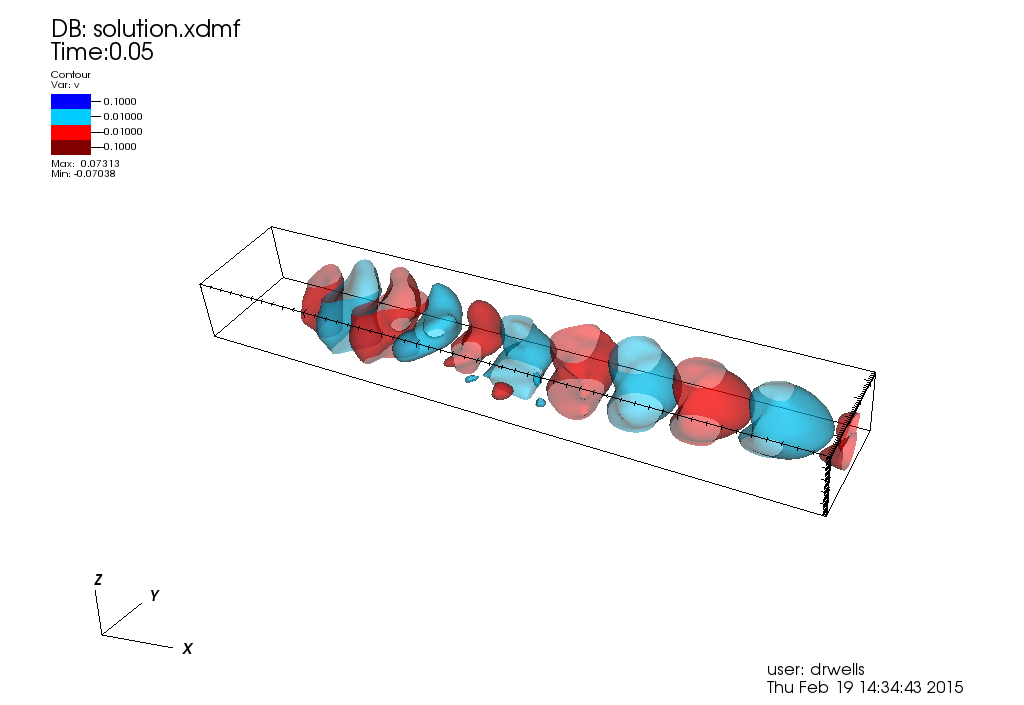 DB: solution.xdmf
Time:0.05
Contour
Var: v
0.1000
0.01000
-0.01000
-0.1000
Max: 0.07313
Min: -0.07038
Z
Y
X
user: drwells
Thu Feb 19 14:34:43 2015